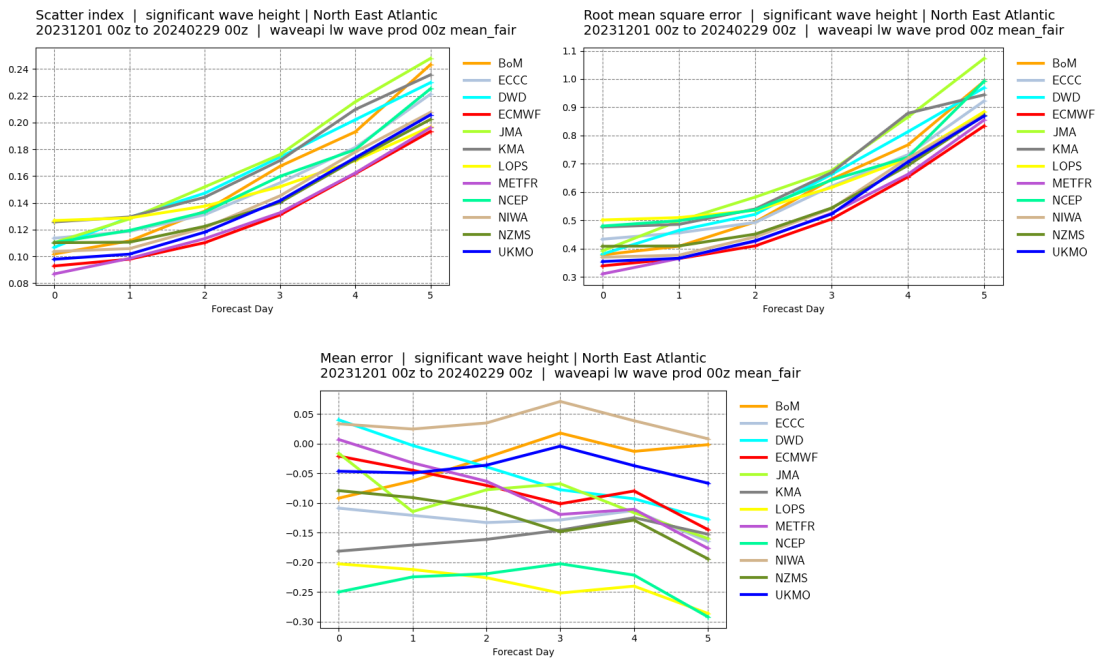 Scatter index | significant wave height | North East Atlantic
20231201 00z to 20240229 00z | waveapi lw wave prod 00z mean_fair
0.24
0.22
0.20
0.18
0.16
0.14
0.12
0.10
0.08
0 1 2 3 4 5
Forecast Day
BoM
ECCC
DWD
ECMWF
JMA
KMA
LOPS
METFR
NCEP
NIWA
NZMS
UKMO
Root mean square error | significant wave height | North East Atlantic
20231201 00z to 20240229 00z | waveapi lw wave prod 00z mean_fair
1.1
1.0
0.9
0.8
0.7
0.6
0.5
0.4
0.3
0 1 2 3 4 5
Forecast Day
BoM
ECCC
DWD
ECMWF
JMA
KMA
LOPS
METFR
NCEP
NIWA
NZMS
UKMO
Mean error | significant wave height | North East Atlantic
20231201 00z to 20240229 00z | waveapi lw wave prod 00z mean_fair
0.05
0.00
−0.05
−0.10
−0.15
−0.20
−0.25
−0.30
0 1 2 3 4 5
Forecast Day
BoM
ECCC
DWD
ECMWF
JMA
KMA
LOPS
METFR
NCEP
NIWA
NZMS
UKMO